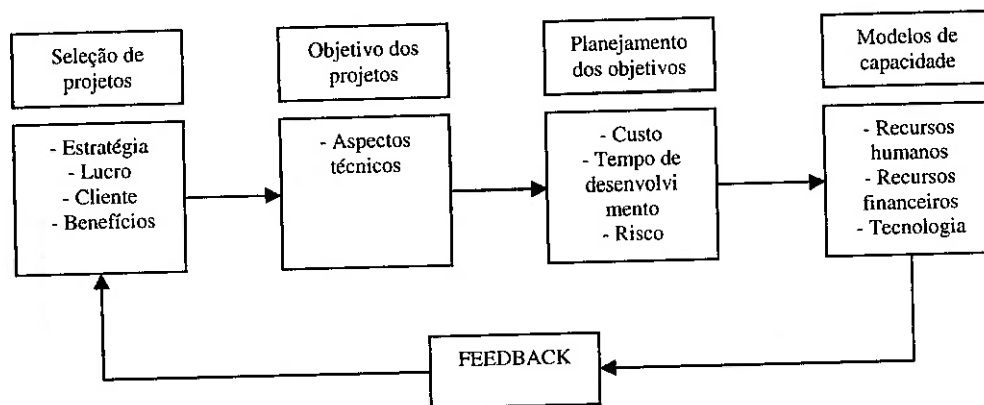 Seleção de
projetos
Objetivo dos
projetos
Planejamento
dos objetivos
Modelos de
capacidade
- Estratégia
- Lucro
- Cliente
- Benefícios
- Aspectos
técnicos
- Custo
- Tempo de
desenvolvi
mento
- Risco
- Recursos
humanos
- Recursos
financeiros
- Tecnologia
FEEDBACK